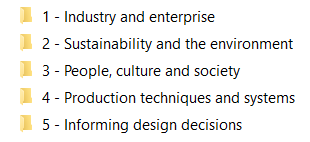 1 - Industry and enterprise
2 - Sustainability and the environment
3 - People, culture and society
4 - Production techniques and systems
5 - Informing design decisions